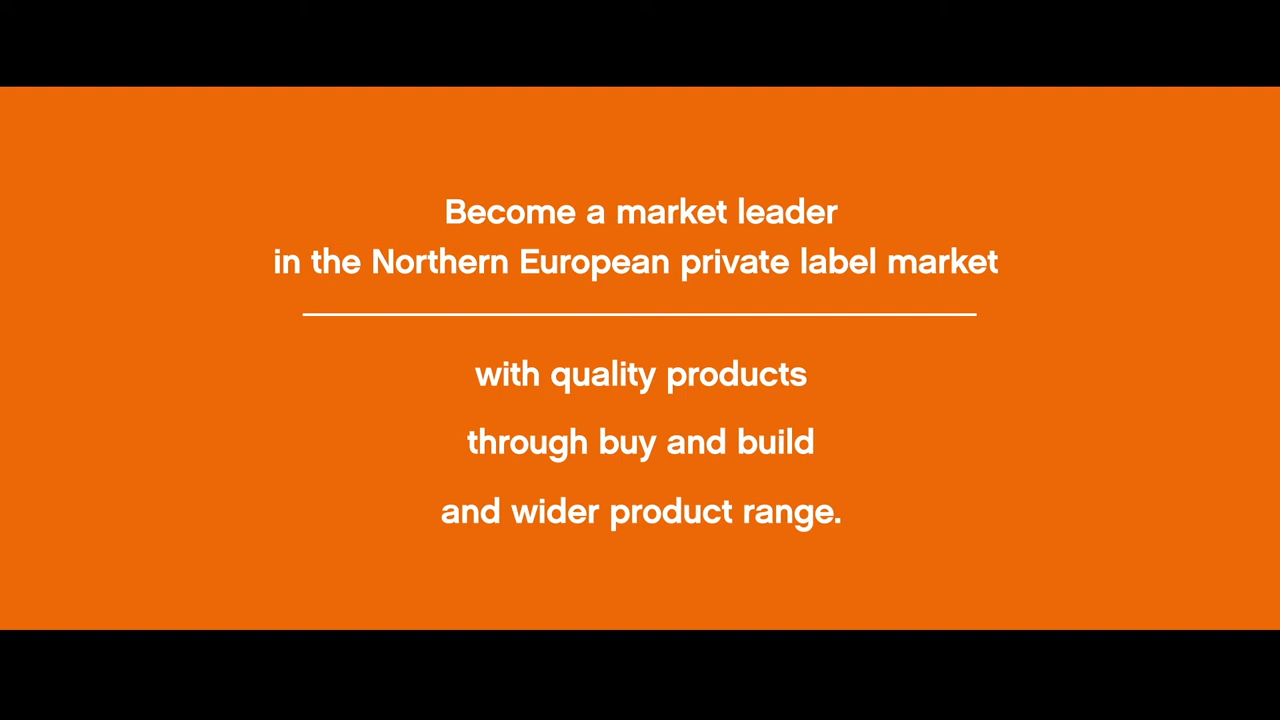 Become a market leader
in the Northern European private label market
with quality products
through buy and build
and wider product range.